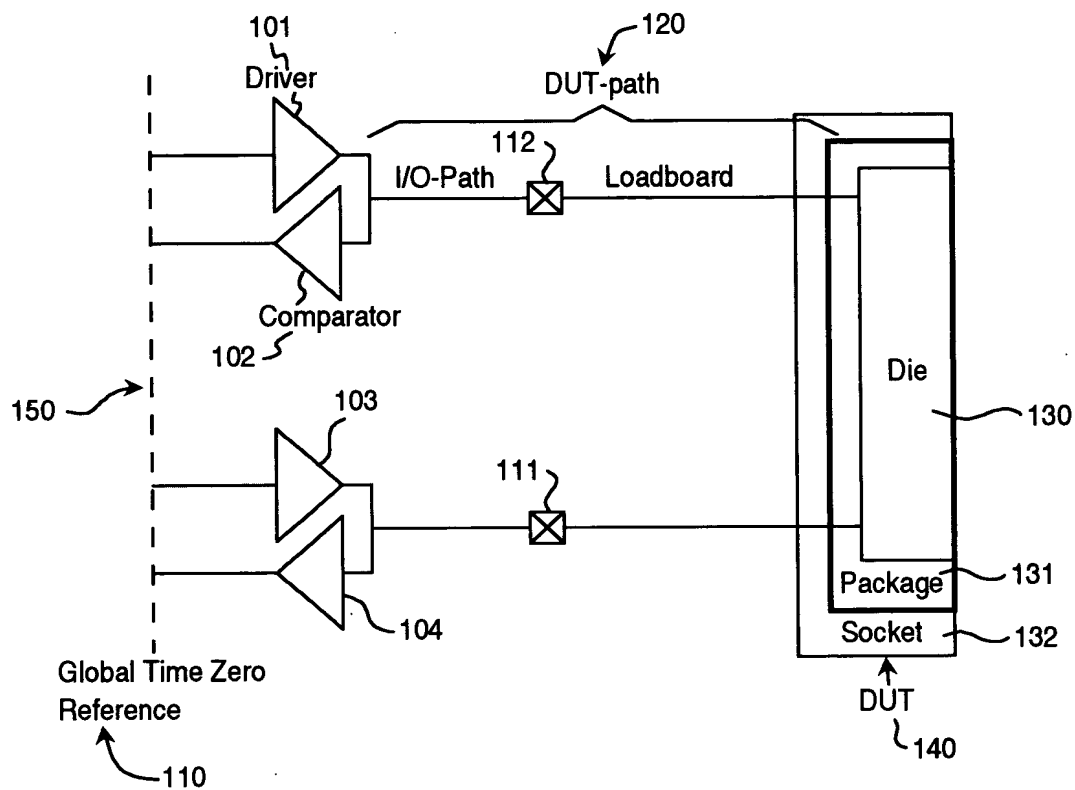 101
Driver
120
DUT-path
112
I/O-Path
Loadboard
Comparator
102
Die
150
130
103
111
104
Package
131
Socket
132
Global Time Zero
Reference
110
DUT
140